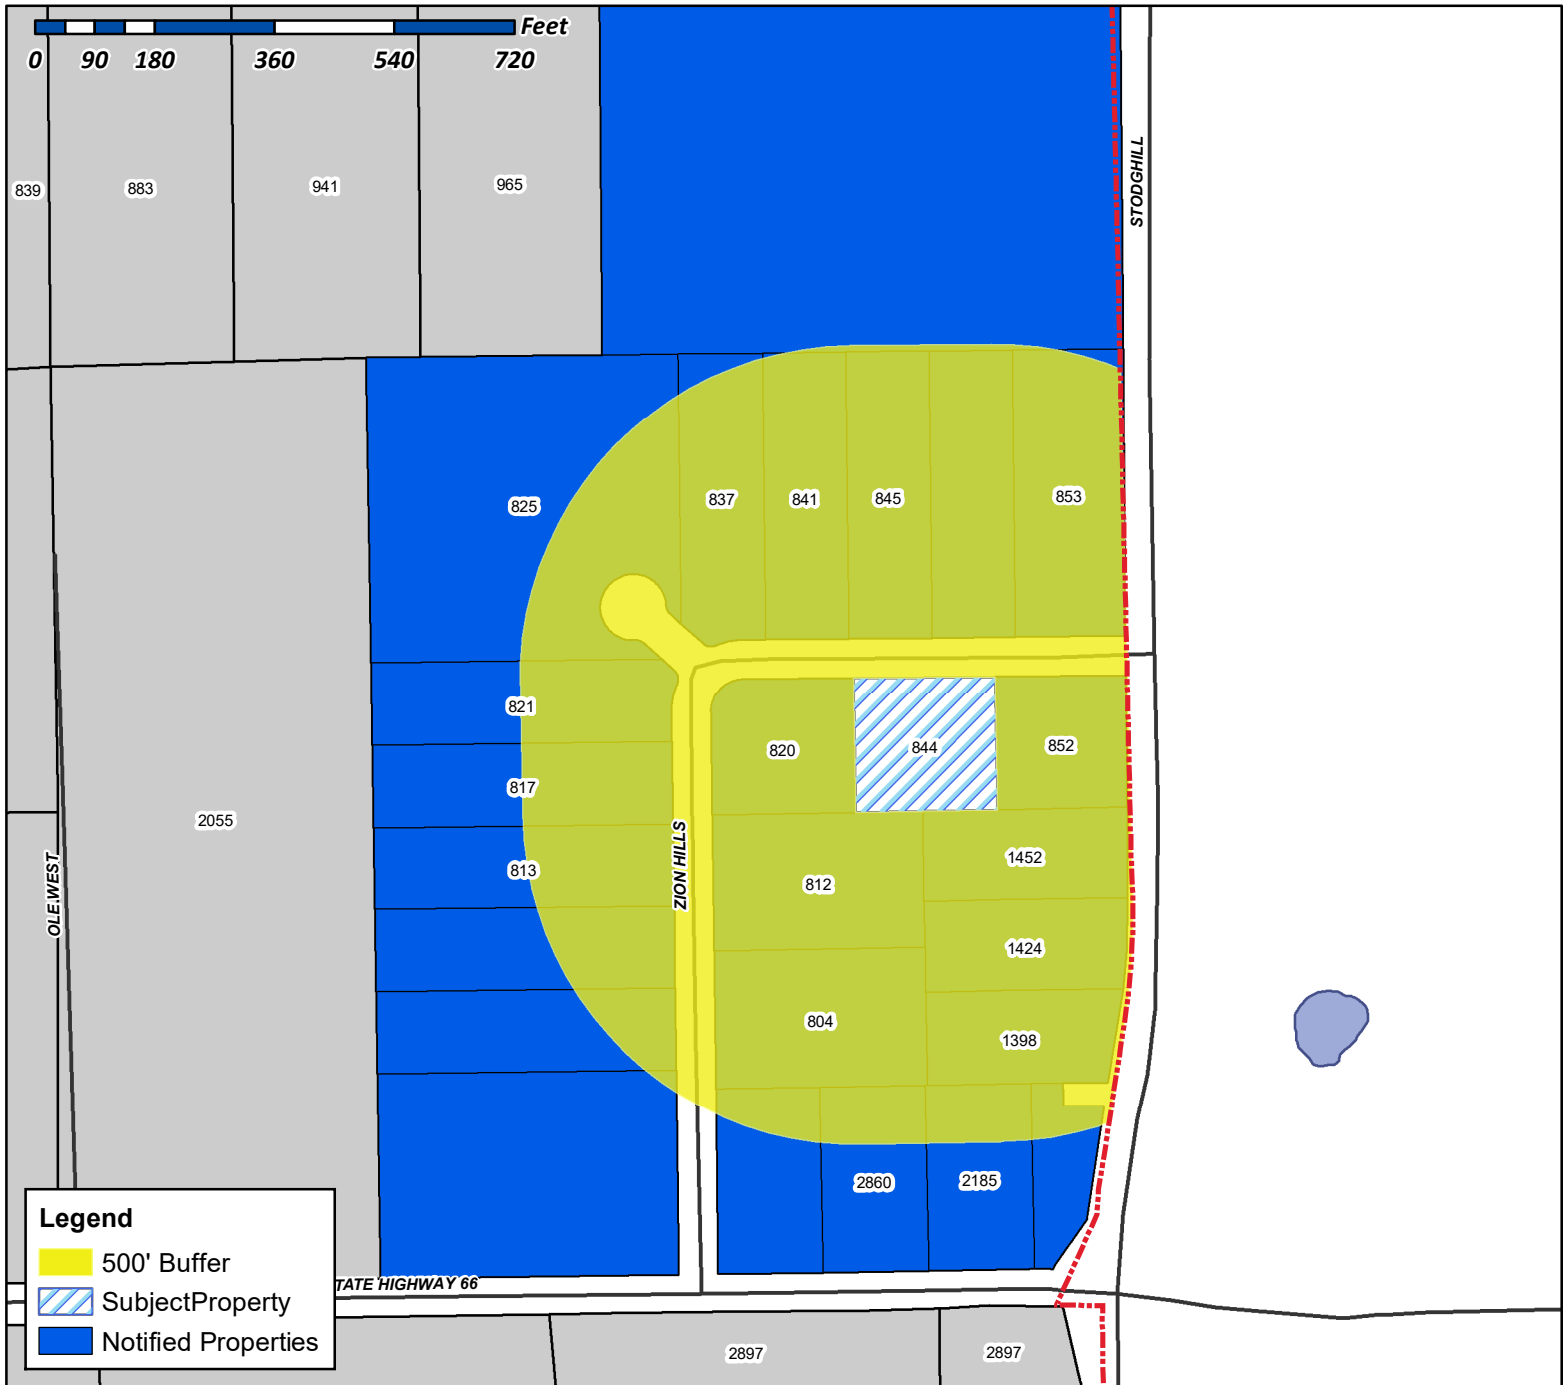 Feet
0 90 180 360 540 720
STODGHILL
839 883 941 965
825 837 841 845 853
821
820 844 852
817
2055
ZION HILLS
OLE.WEST
813 812 1452
1424
804 1398
2860 2185
Legend
500' Buffer
SubjectProperty
Notified Properties
TATE HIGHWAY 66
2897 2897